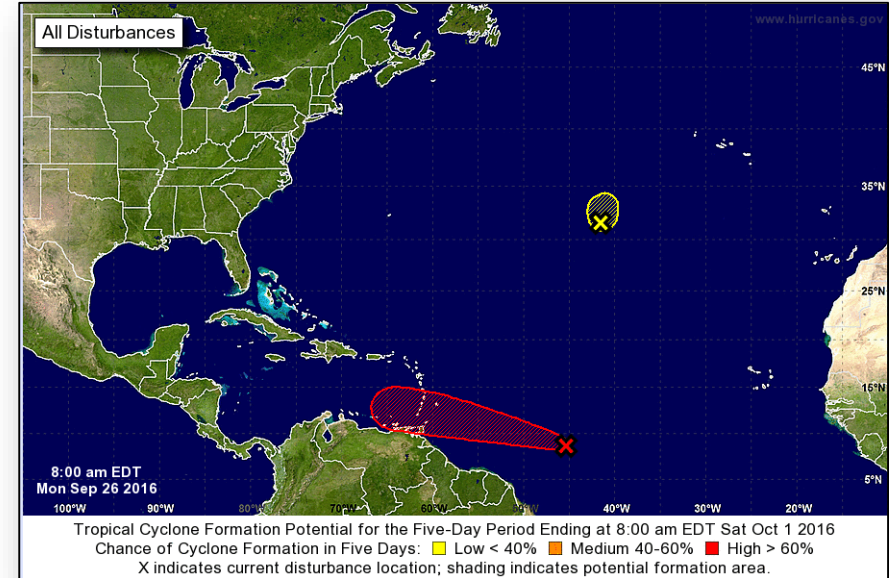 www.hurricanes.gov
All Disturbances
45°N
35°N
25°N
15°N
5°N
8:00 am EDT
Mon Sep 26 2016
100°W 90°W 80°W 70°W 60°W 50°W 40°W 30°W 20°W
Tropical Cyclone Formation Potential for the Five-Day Period Ending at 8:00 am EDT Sat Oct 1 2016
Chance of Cyclone Formation in Five Days: Low < 40% Medium 40-60% High > 60%
X indicates current disturbance location; shading indicates potential formation area.